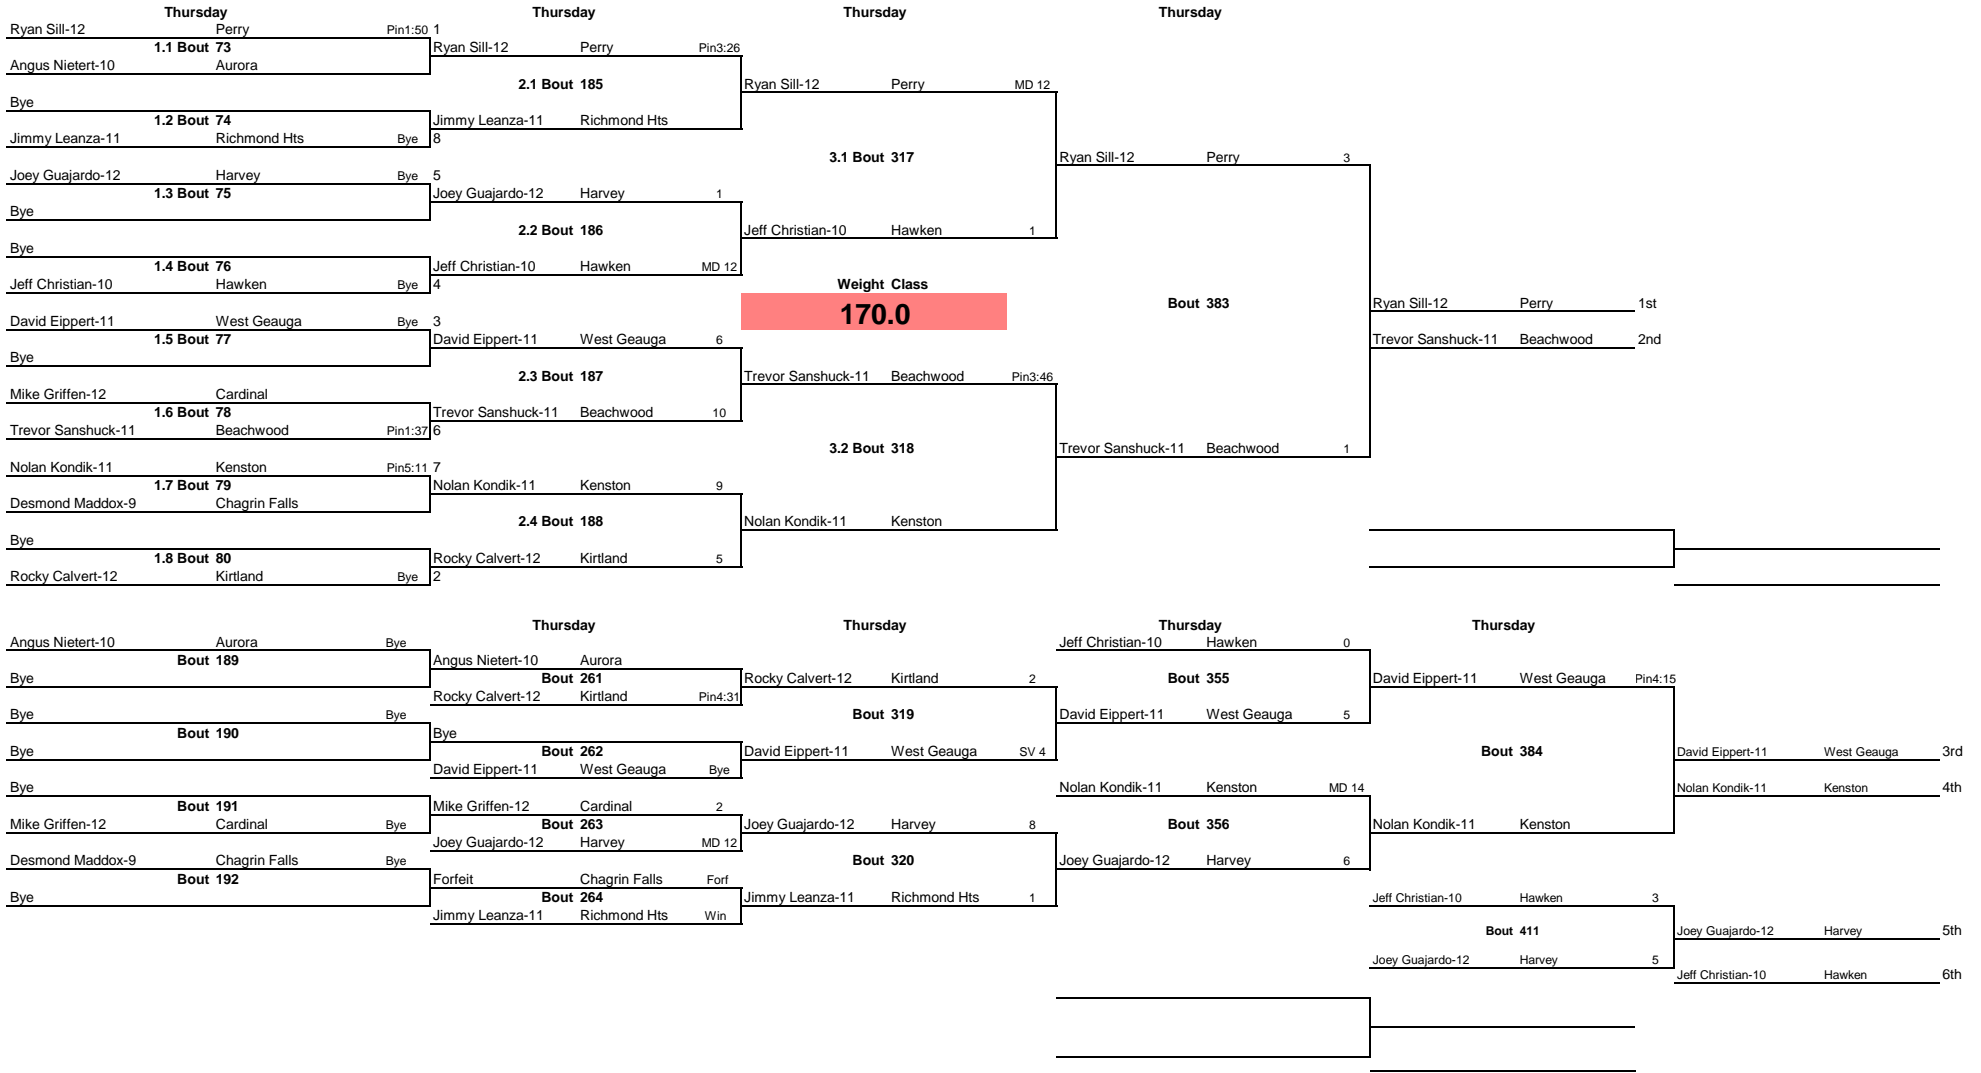 Thursday Thursday Thursday Thursday
Ryan Sill-12 Perry Pin1:50 1
1.1 Bout 73 Ryan Sill-12 Perry Pin3:26
Angus Nietert-10 Aurora
2.1 Bout 185 Ryan Sill-12 Perry MD 12
Bye
1.2 Bout 74 Jimmy Leanza-11 Richmond Hts
Jimmy Leanza-11 Richmond Hts Bye 8
3.1 Bout 317 Ryan Sill-12 Perry 3
Joey Guajardo-12 Harvey Bye 5
1.3 Bout 75 Joey Guajardo-12 Harvey 1
Bye
2.2 Bout 186 Jeff Christian-10 Hawken 1
Bye
1.4 Bout 76 Jeff Christian-10 Hawken MD 12
Jeff Christian-10 Hawken Bye 4 Weight Class
170.0 Bout 383 Ryan Sill-12 Perry 1st
David Eippert-11 West Geauga Bye 3
1.5 Bout 77 David Eippert-11 West Geauga 6 Trevor Sanshuck-11 Beachwood 2nd
Bye
2.3 Bout 187 Trevor Sanshuck-11 Beachwood Pin3:46
Mike Griffen-12 Cardinal
1.6 Bout 78 Trevor Sanshuck-11 Beachwood 10
Trevor Sanshuck-11 Beachwood Pin1:37 6
3.2 Bout 318 Trevor Sanshuck-11 Beachwood 1
Nolan Kondik-11 Kenston Pin5:11 7
1.7 Bout 79 Nolan Kondik-11 Kenston 9
Desmond Maddox-9 Chagrin Falls
2.4 Bout 188 Nolan Kondik-11 Kenston
Bye
1.8 Bout 80 Rocky Calvert-12 Kirtland 5
Rocky Calvert-12 Kirtland Bye 2
Thursday Thursday Thursday Thursday
Angus Nietert-10 Aurora Bye Jeff Christian-10 Hawken 0
Bout 189 Angus Nietert-10 Aurora
Bye Bout 261 Rocky Calvert-12 Kirtland 2 Bout 355 David Eippert-11 West Geauga Pin4:15
Rocky Calvert-12 Kirtland Pin4:31
Bye Bye Bout 319 David Eippert-11 West Geauga 5
Bout 190 Bye
Bye Bout 262 David Eippert-11 West Geauga SV 4 Bout 384 David Eippert-11 West Geauga 3rd
David Eippert-11 West Geauga Bye
Bye Nolan Kondik-11 Kenston MD 14 Nolan Kondik-11 Kenston 4th
Bout 191 Mike Griffen-12 Cardinal 2
Mike Griffen-12 Cardinal Bye Bout 263 Joey Guajardo-12 Harvey 8 Bout 356 Nolan Kondik-11 Kenston
Joey Guajardo-12 Harvey MD 12
Desmond Maddox-9 Chagrin Falls Bye Bout 320 Joey Guajardo-12 Harvey 6
Bout 192 Forfeit Chagrin Falls Forf
Bye Bout 264 Jimmy Leanza-11 Richmond Hts 1 Jeff Christian-10 Hawken 3
Jimmy Leanza-11 Richmond Hts Win
Bout 411 Joey Guajardo-12 Harvey 5th
Joey Guajardo-12 Harvey 5
Jeff Christian-10 Hawken 6th